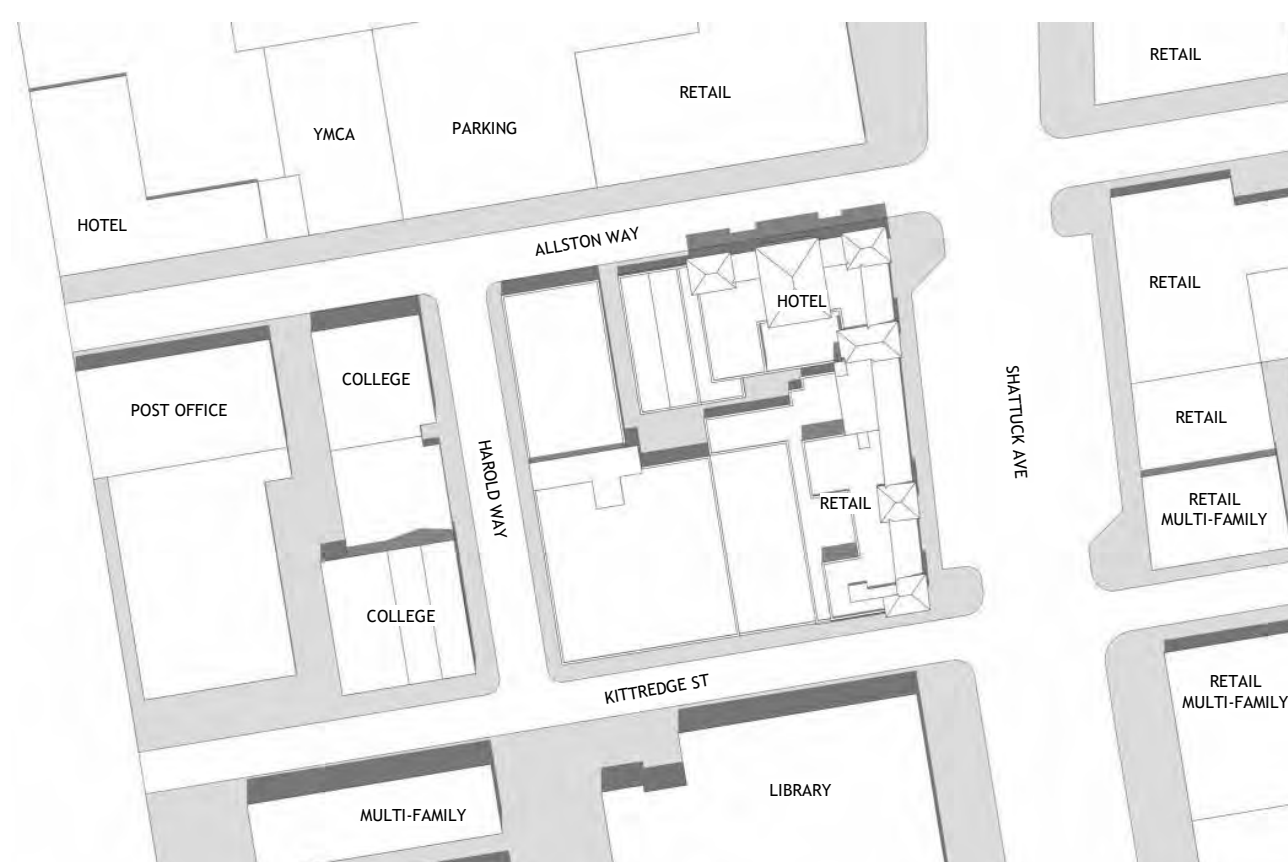 RETAIL
RETAIL
YMCA
PARKING
HOTEL
ALLSTON WAY
HOTEL
RETAIL
COLLEGE
POST OFFICE
SHATTUCK AVE
RETAIL
HAROLD WAY
RETAIL
RETAIL
MULTI-FAMILY
COLLEGE
KITTREDGE ST
RETAIL
MULTI-FAMILY
LIBRARY
MULTI-FAMILY